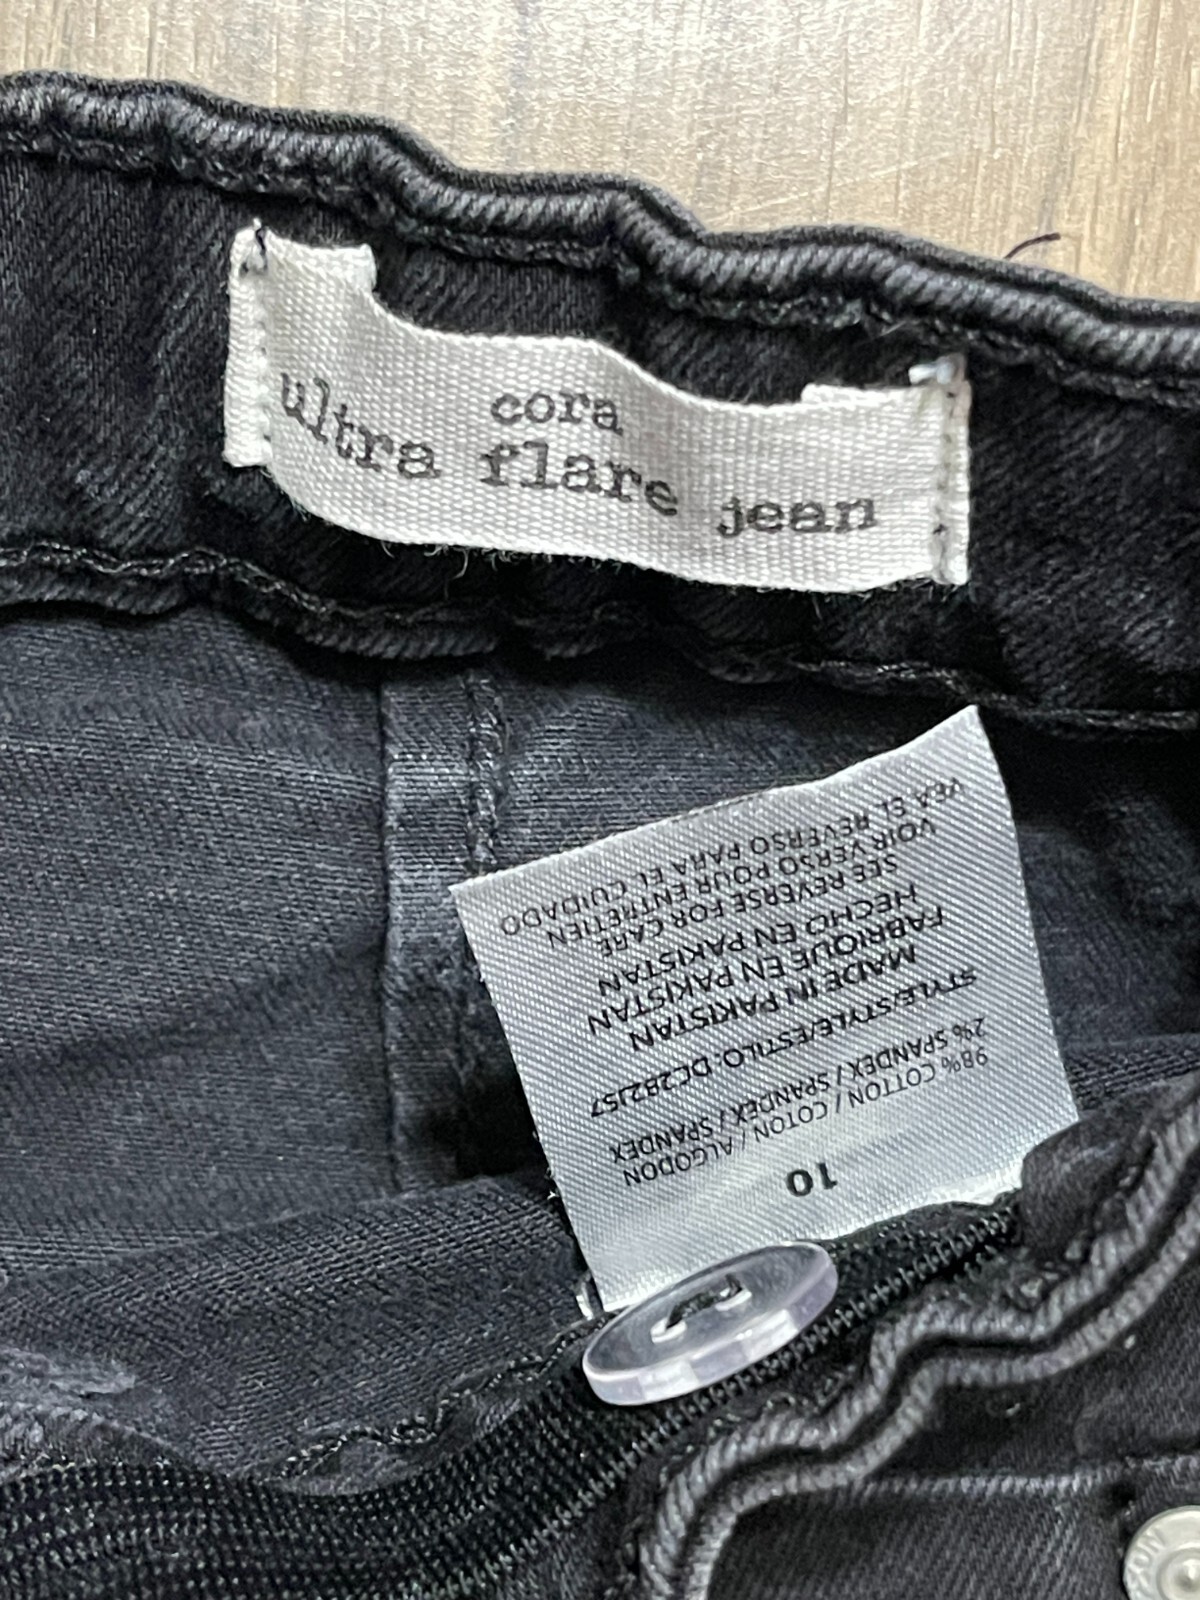 cora
ultra flare jean
10
98% COTTON / COTON / ALGODON
2% SPANDEX / SPANDEX / SPANDEX
STYLE/STYLE/ESTILO: DC282J57
MADE IN PAKISTAN
FABRIQUE EN PAKISTAN
HECHO EN PAKISTAN
SEE REVERSE FOR CARE
VOIR VERSO POUR ENTRETIEN
VEA EL REVERSO PARA EL CUIDADO